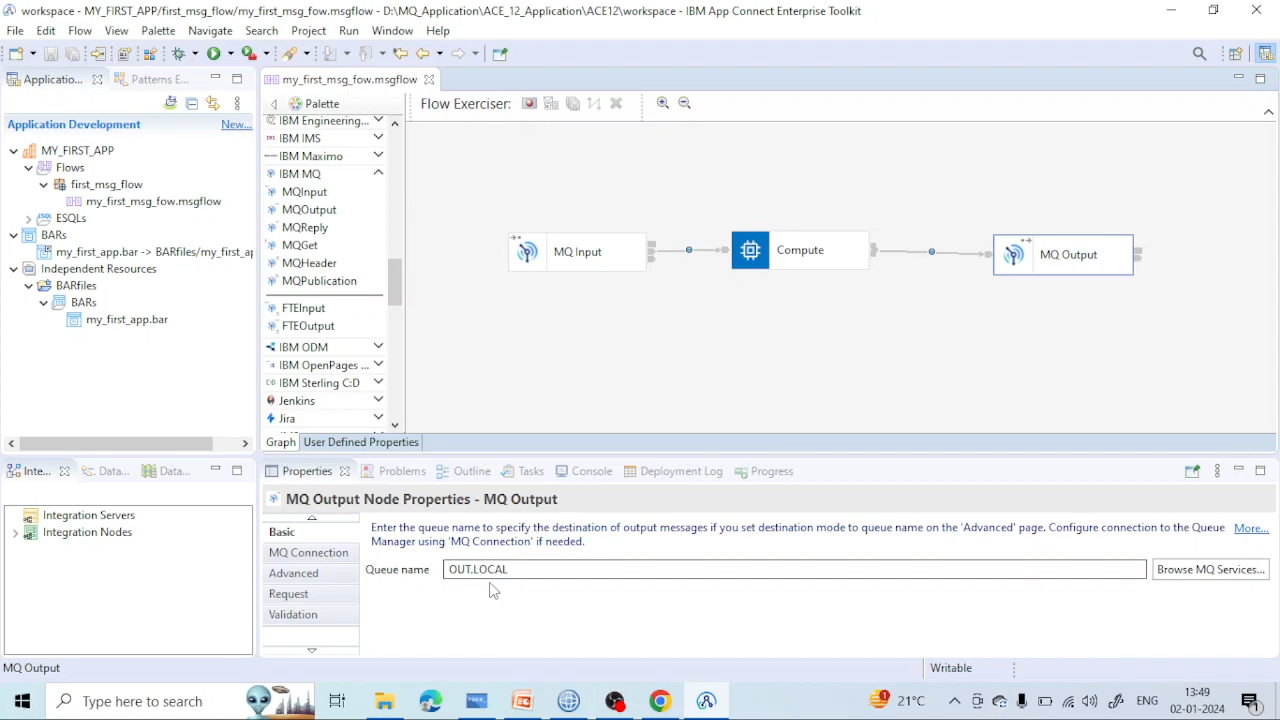 workspace - MY_FIRST_APP/first_msg_flow/my_first_msg_fow.msgflow - D:\MQ_Application\ACE_12_Application\ACE12\workspace - IBM App Connect Enterprise Toolkit
File Edit Flow View Palette Navigate Search Project Run Window Help
Applicatio...
Patterns E...
Application Development
New...
MY_FIRST_APP
Flows
first_msg_flow
my_first_msg_fow.msgflow
ESQLs
BARs
my_first_app.bar -> BARfiles/my_first_ap
Independent Resources
BARfiles
BARs
my_first_app.bar
my_first_msg_fow.msgflow
Palette
Flow Exerciser:
IBM Engineering...
IBM IMS
IBM Maximo
IBM MQ
MQInput
MQOutput
MQReply
MQGet
MQHeader
MQPublication
FTEInput
FTEOutput
IBM ODM
IBM OpenPages ...
IBM Sterling C:D
Jenkins
Jira
MQ Input
Compute
MQ Output
Graph User Defined Properties
Inte...
Data...
Data...
Integration Servers
Integration Nodes
Properties Problems Outline Tasks Console Deployment Log Progress
MQ Output Node Properties - MQ Output
Basic
MQ Connection
Advanced
Request
Validation
Enter the queue name to specify the destination of output messages if you set destination mode to queue name on the 'Advanced' page. Configure connection to the Queue
Manager using 'MQ Connection' if needed.
More...
Queue name OUT.LOCAL Browse MQ Services...
MQ Output
Writable
Type here to search
21°C
ENG
13:49
02-01-2024